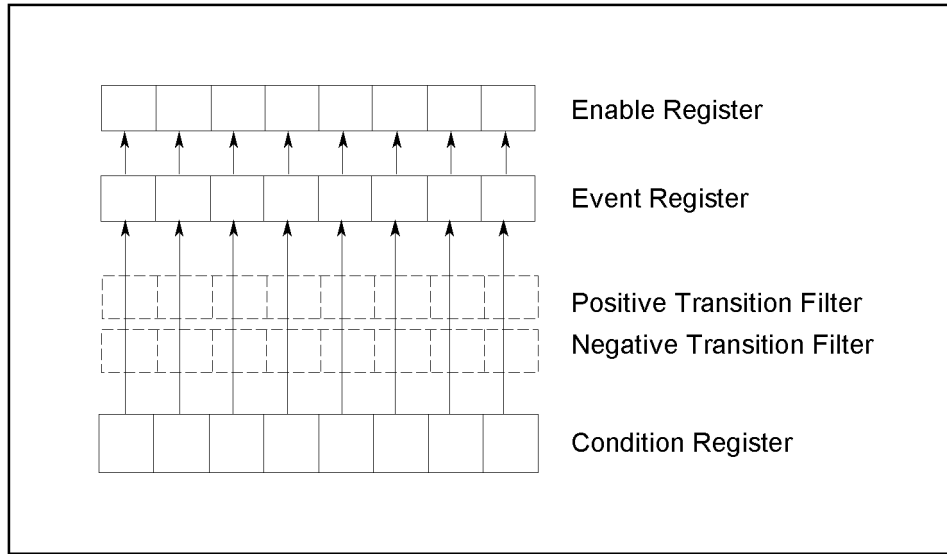 Enable Register
Event Register
Positive Transition Filter
Negative Transition Filter
Condition Register